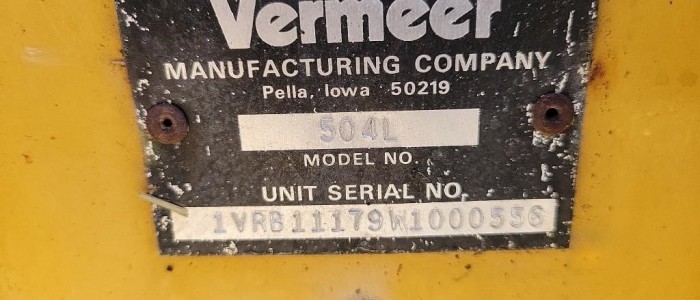 Vermeer
MANUFACTURING COMPANY
Pella, Iowa 50219
504L
MODEL NO.
UNIT SERIAL NO.
1VRB11179W1000556